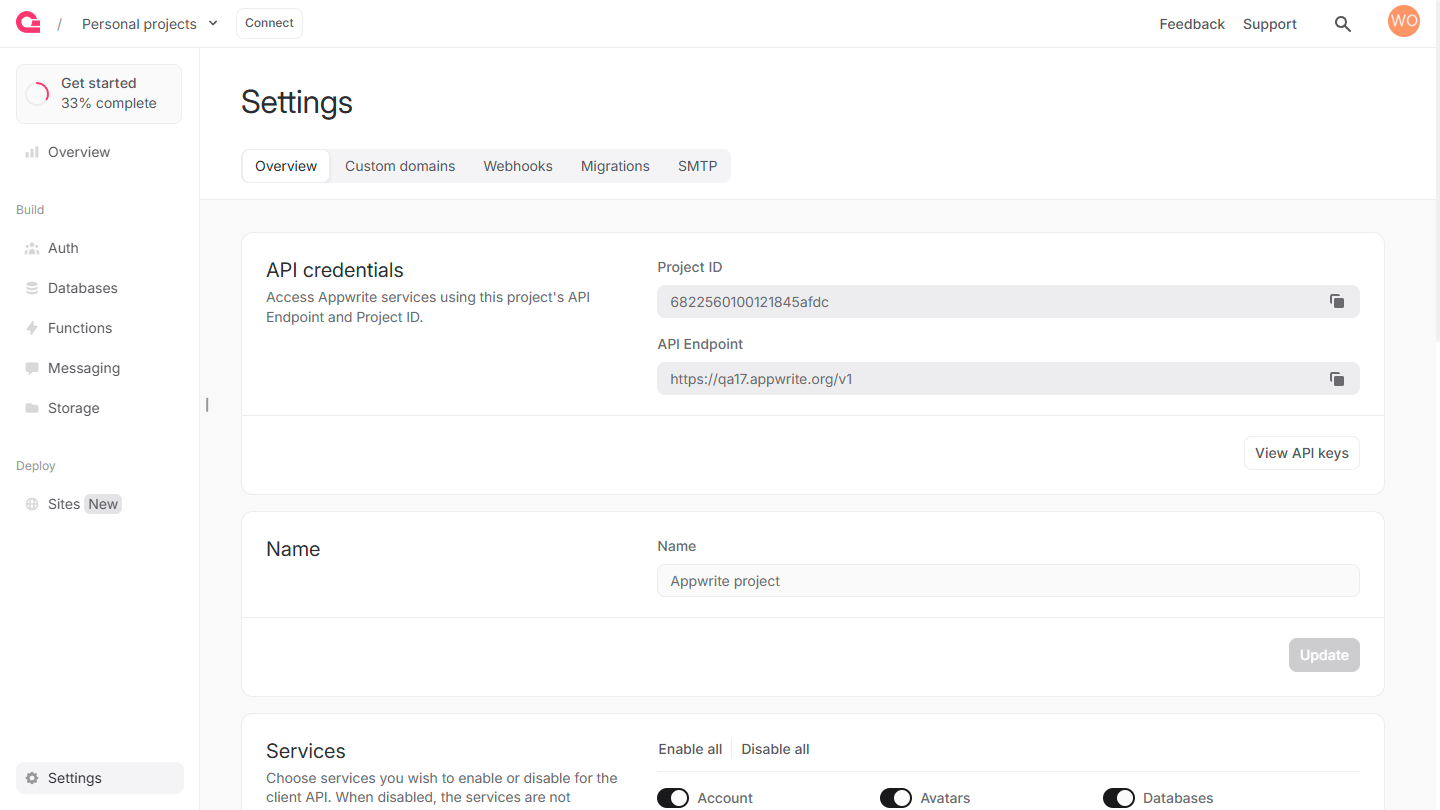 / Personal projects Connect Feedback Support WO
Get started
33% complete
Overview
Build
Auth
Databases
Functions
Messaging
Storage
Deploy
Sites New
Settings
Settings
Overview Custom domains Webhooks Migrations SMTP
API credentials
Access Appwrite services using this project's API
Endpoint and Project ID.
Project ID
6822560100121845afdc
API Endpoint
https://qa17.appwrite.org/v1
View API keys
Name
Name
Appwrite project
Update
Services
Choose services you wish to enable or disable for the
client API. When disabled, the services are not
Enable all Disable all
Account Avatars Databases